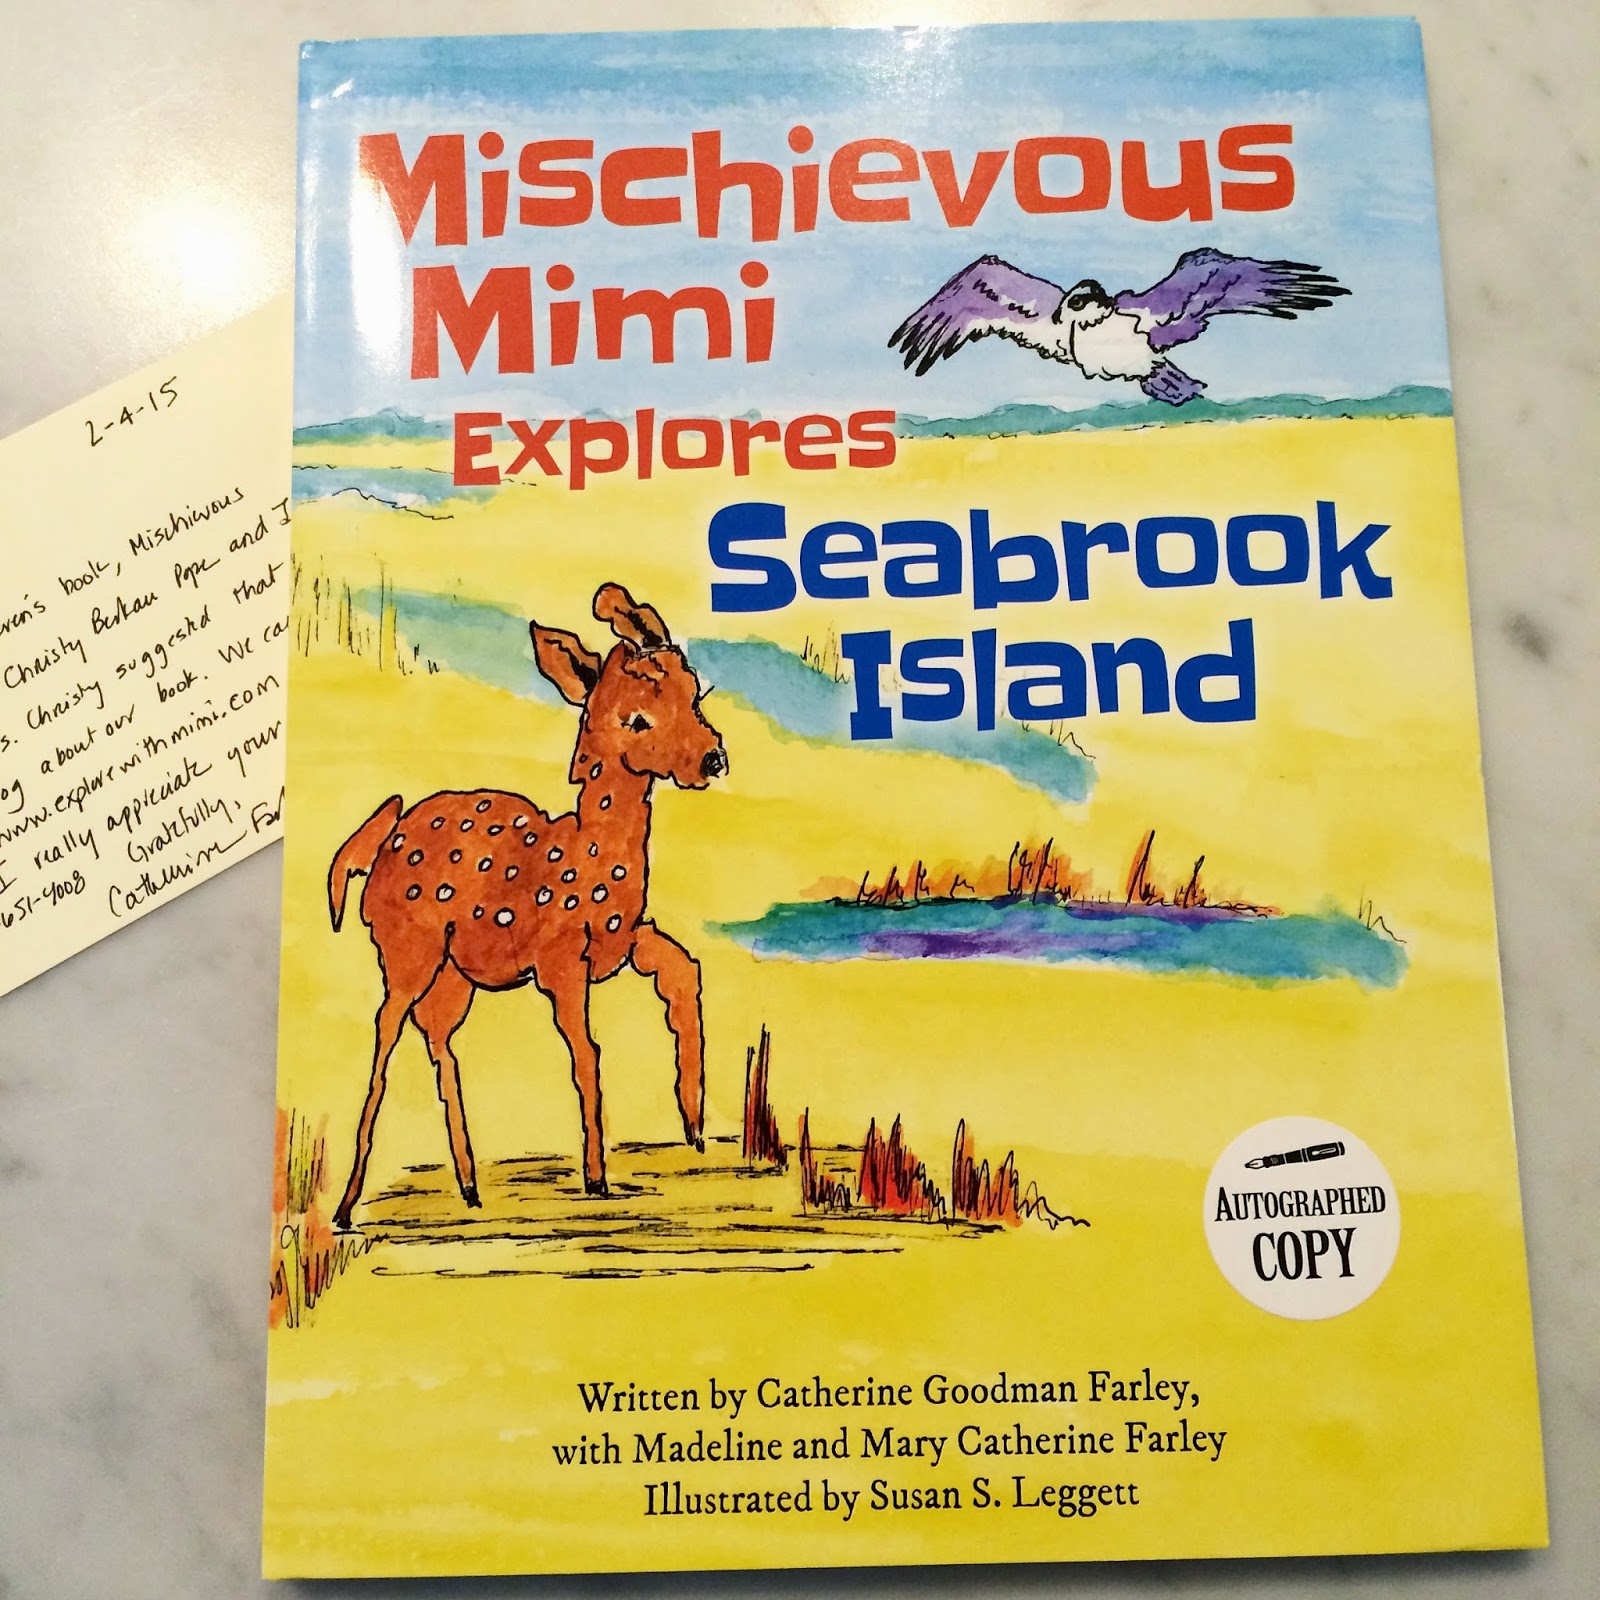 Mischievous
Mimi
Explores
Seabrook
Island
AUTOGRAPHED
COPY
Written by Catherine Goodman Farley,
with Madeline and Mary Catherine Farley
Illustrated by Susan S. Leggett
2-4-15
book, Mischievous
Christy Berkau Pope and I
s. Christy suggested that
og about our book. We ca
www.explorewithmimi.com
I really appreciate your
651-4008 Gratefully,
Catherine Far